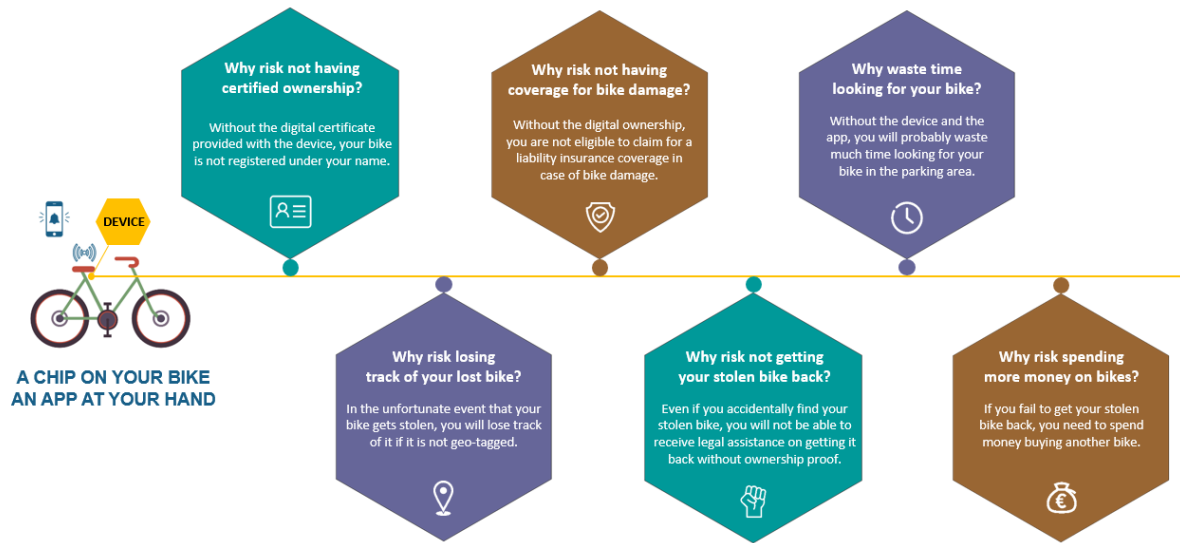 Why risk not having
certified ownership?
Without the digital certificate
provided with the device, your bike
is not registered under your name.
Why risk not having
coverage for bike damage?
Without the digital ownership,
you are not eligible to claim for a
liability insurance coverage in
case of bike damage.
Why waste time
looking for your bike?
Without the device and the
app, you will probably waste
much time looking for your
bike in the parking area.
DEVICE
A CHIP ON YOUR BIKE
AN APP AT YOUR HAND
Why risk losing
track of your lost bike?
In the unfortunate event that your
bike gets stolen, you will lose track
of it if it is not geo-tagged.
Why risk not getting
your stolen bike back?
Even if you accidentally find your
stolen bike, you will not be able to
receive legal assistance on getting it
back without ownership proof.
Why risk spending
more money on bikes?
If you fail to get your stolen
bike back, you need to spend
money buying another bike.
€